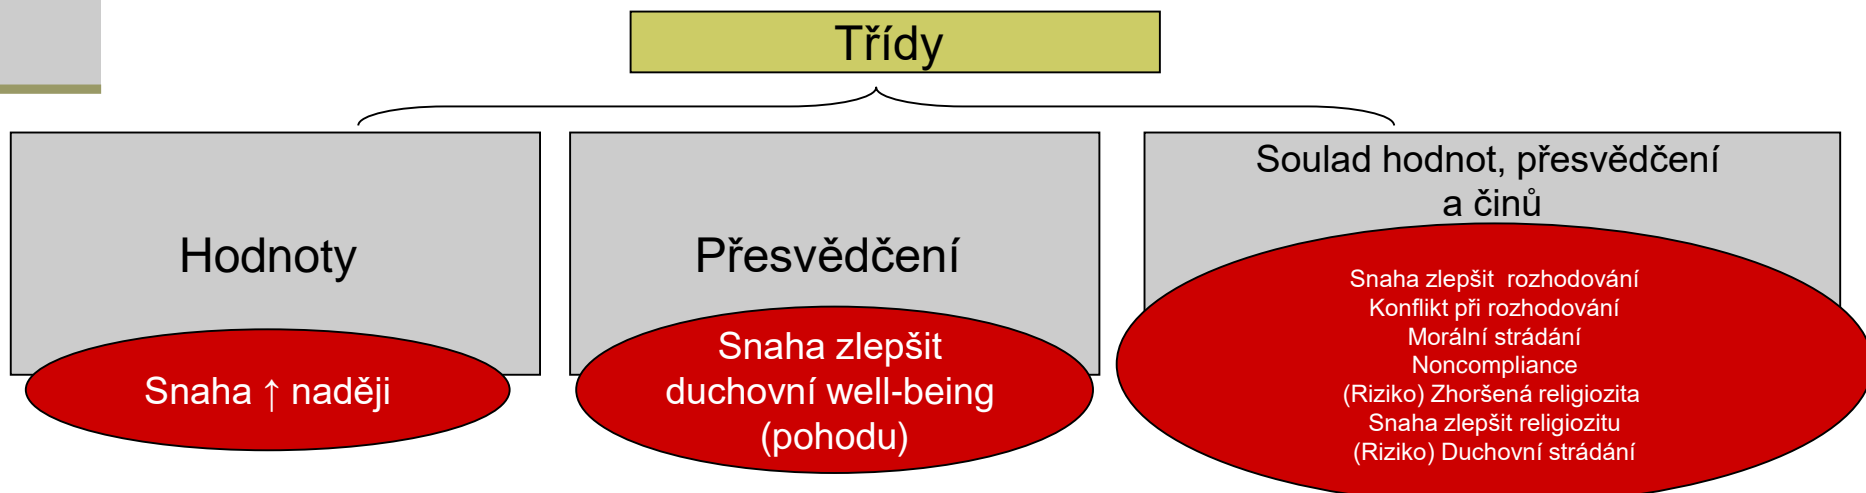 Třídy
Hodnoty
Snaha ↑ naději
Přesvědčení
Snaha zlepšit
duchovní well-being
(pohodu)
Soulad hodnot, přesvědčení
a činů
Snaha zlepšit  rozhodování
Konflikt při rozhodování
Morální strádání
Noncompliance
(Riziko) Zhoršená religiozita
Snaha zlepšit religiozitu
(Riziko) Duchovní strádání